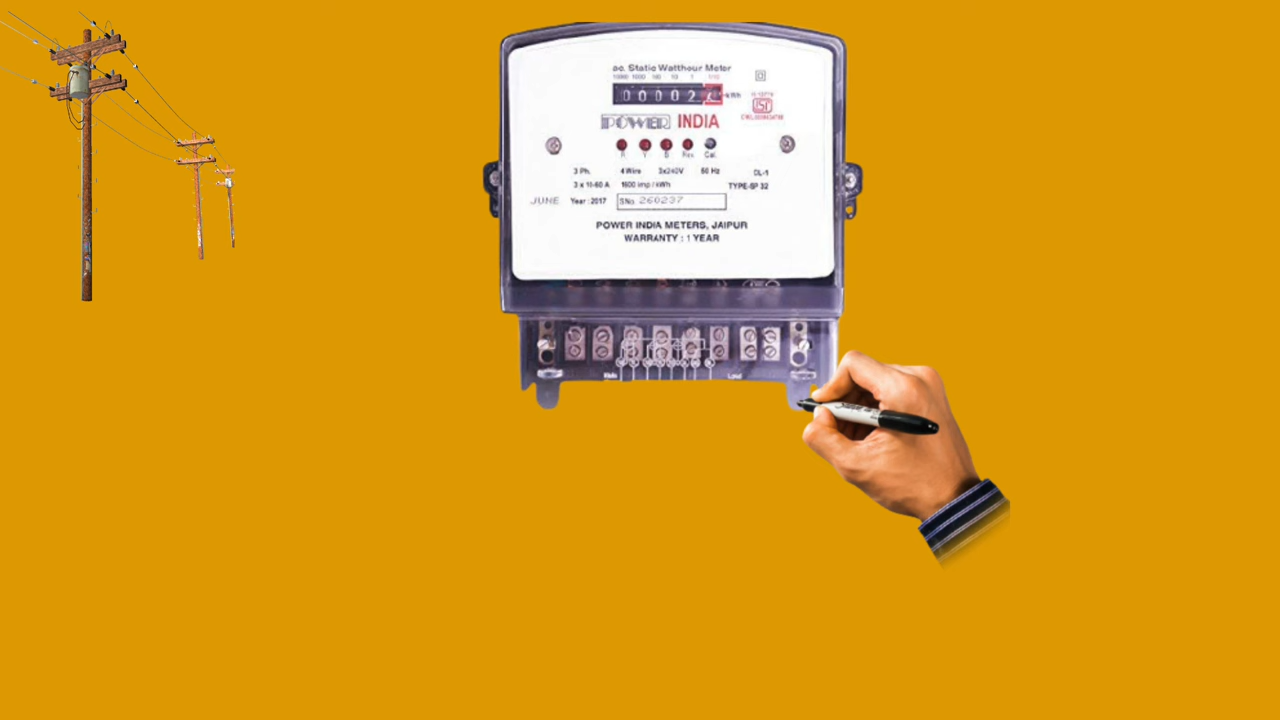 ac. Static Watthour Meter
10000 1000 100 10 1 1/10
0 0 0 0 2 kWh
POWER INDIA
R Y B Rev. Cal.
3 Ph. 4 Wire 3x240V 50 Hz CL-1
3 x 10-60 A. 1600 imp / kWh TYPE-SP 32
JUNE Year : 2017 SNo. 260237
POWER INDIA METERS, JAIPUR
WARRANTY : 1 YEAR
Load